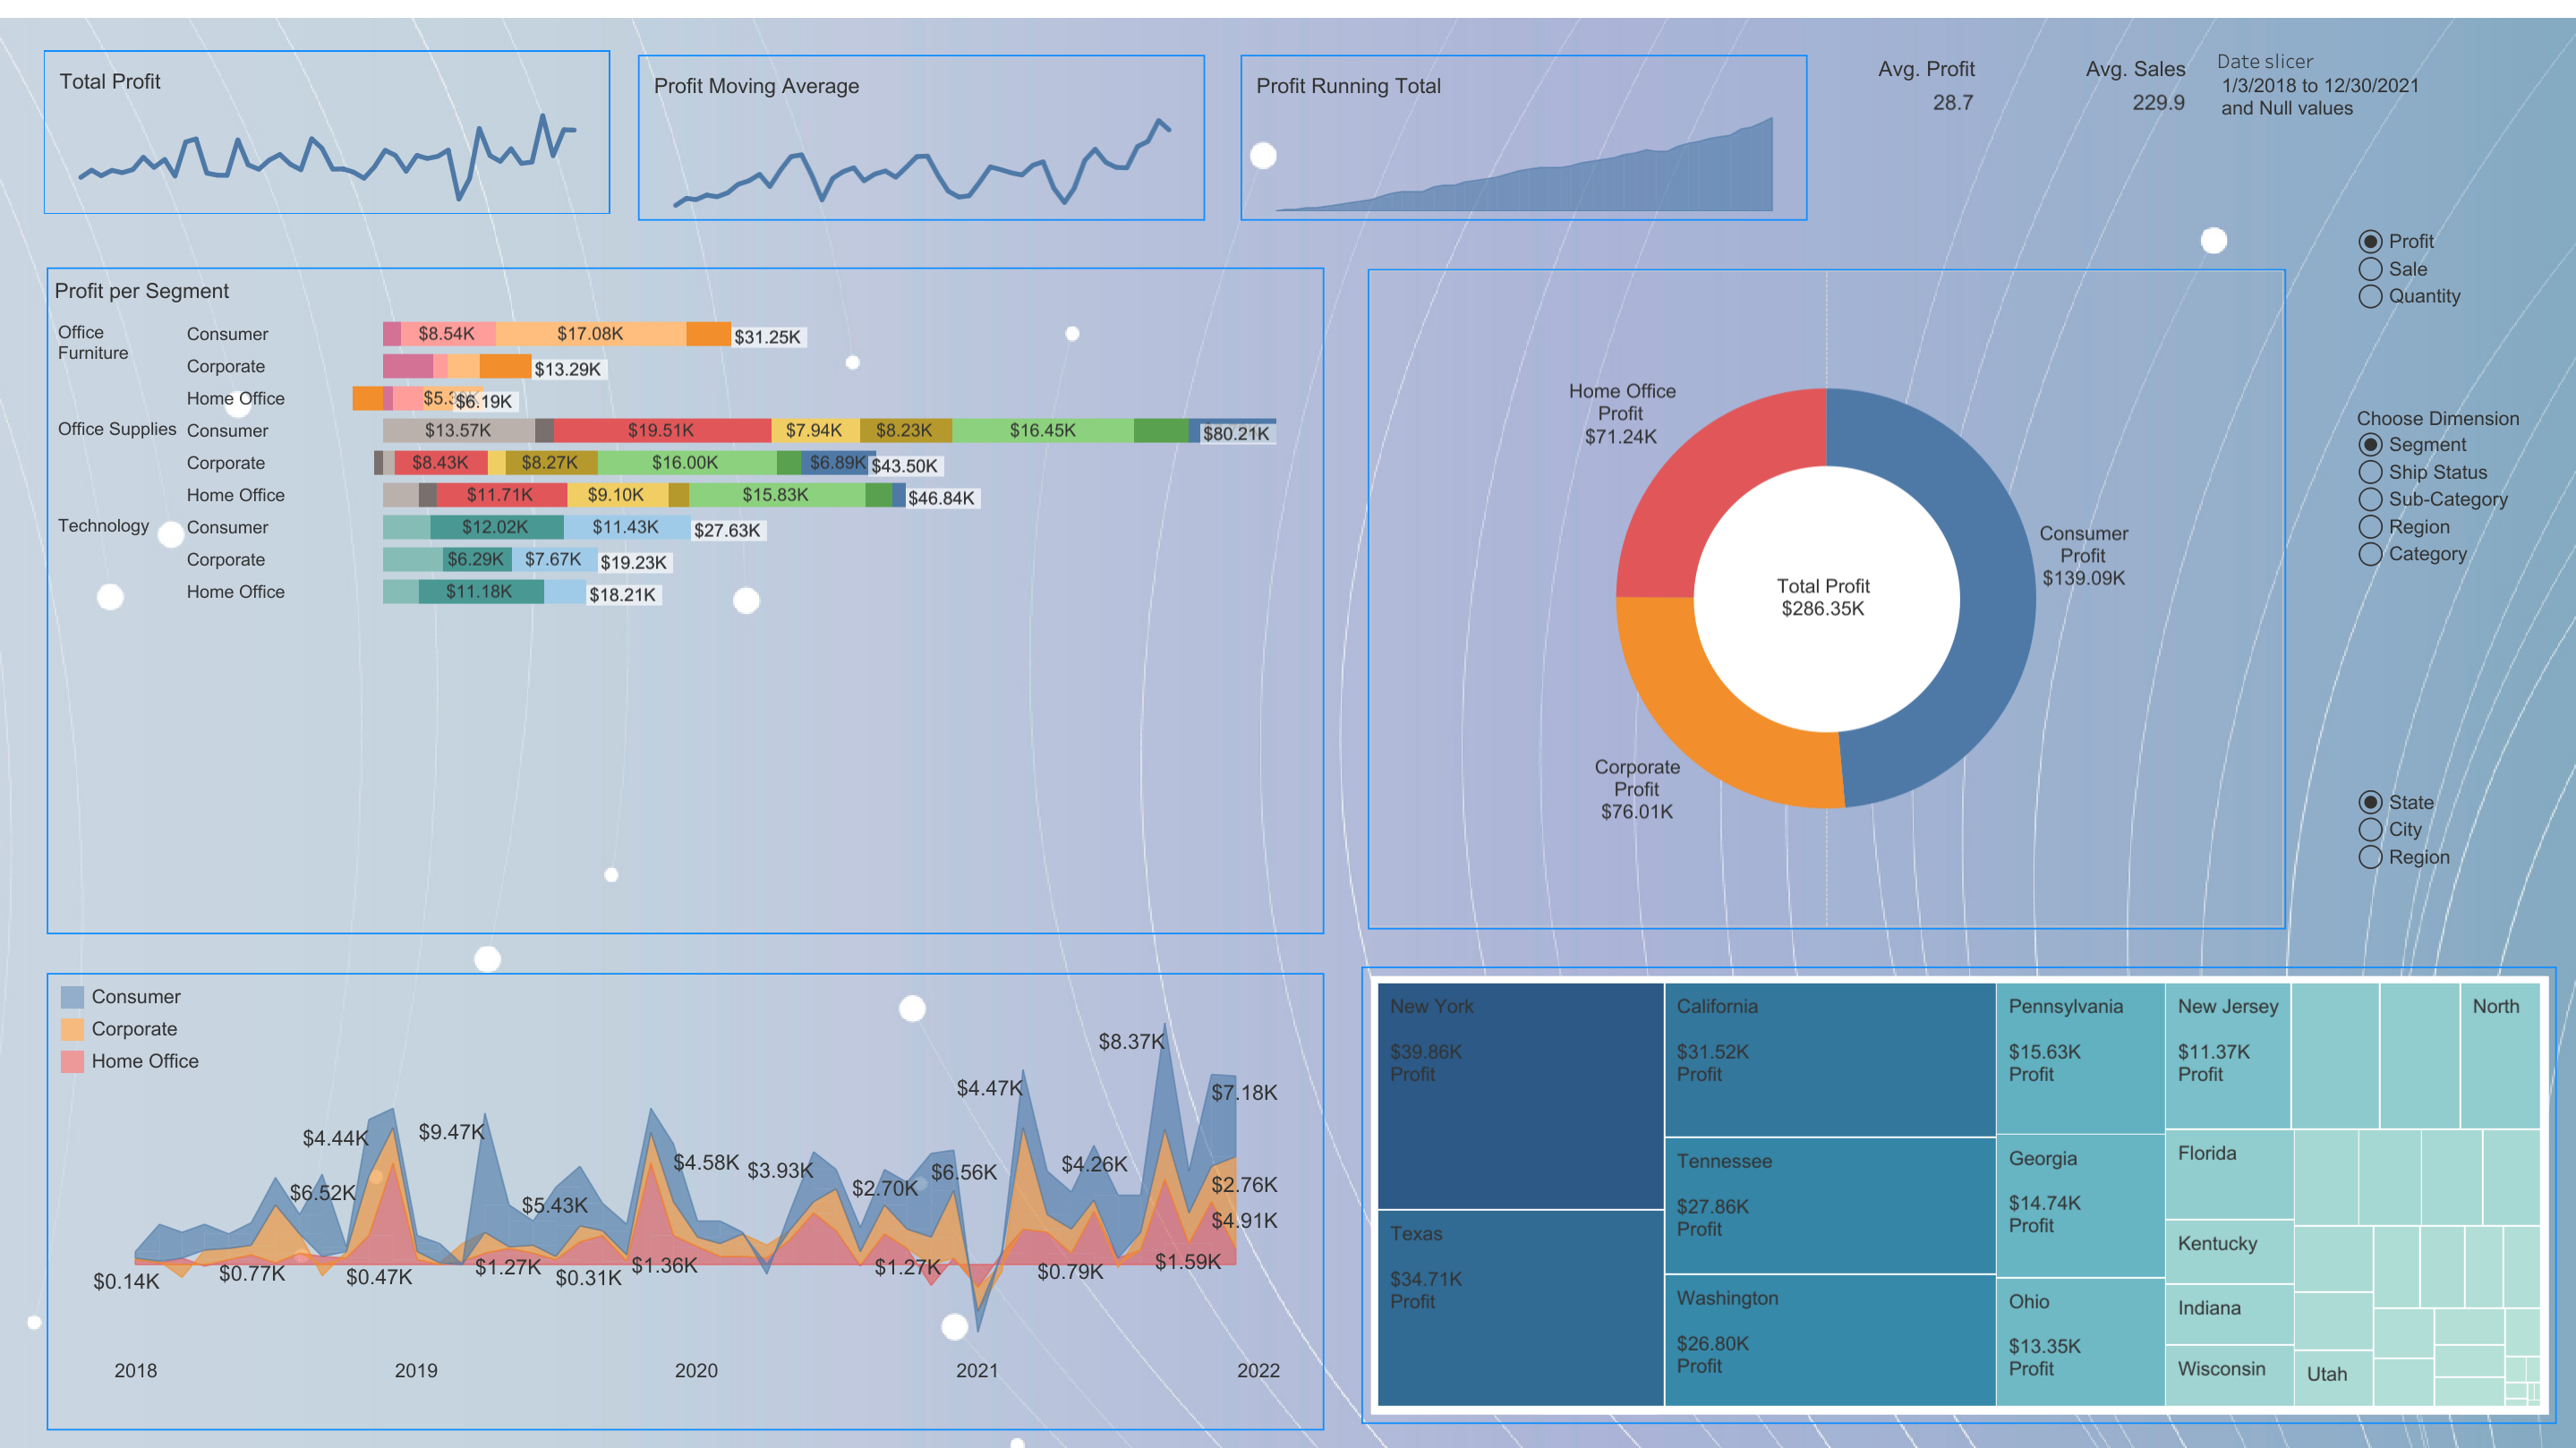 Total Profit
Profit Moving Average
Profit Running Total
Avg. Profit
28.7
Avg. Sales
229.9
Date slicer
1/3/2018 to 12/30/2021
and Null values
Profit
Sale
Quantity
Profit per Segment
Office
Furniture
Consumer
$8.54K
$17.08K
$31.25K
Corporate
$13.29K
Home Office
$6.19K
Office Supplies
Consumer
$13.57K
$19.51K
$7.94K
$8.23K
$16.45K
$80.21K
Corporate
$8.43K
$8.27K
$16.00K
$6.89K
$43.50K
Home Office
$11.71K
$9.10K
$15.83K
$46.84K
Technology
Consumer
$12.02K
$11.43K
$27.63K
Corporate
$6.29K
$7.67K
$19.23K
Home Office
$11.18K
$18.21K
Home Office
Profit
$71.24K
Consumer
Profit
$139.09K
Total Profit
$286.35K
Corporate
Profit
$76.01K
Choose Dimension
Segment
Ship Status
Sub-Category
Region
Category
State
City
Region
Consumer
Corporate
Home Office
$8.37K
$4.47K
$7.18K
$4.44K
$9.47K
$4.58K
$3.93K
$4.26K
$6.56K
$6.52K
$2.70K
$2.76K
$5.43K
$4.91K
$0.14K
$0.77K
$0.47K
$1.27K
$0.31K
$1.36K
$1.27K
$0.79K
$1.59K
2018
2019
2020
2021
2022
New York
$39.86K
Profit
Texas
$34.71K
Profit
California
$31.52K
Profit
Tennessee
$27.86K
Profit
Washington
$26.80K
Profit
Pennsylvania
$15.63K
Profit
Georgia
$14.74K
Profit
Ohio
$13.35K
Profit
New Jersey
$11.37K
Profit
North
Florida
Kentucky
Indiana
Wisconsin
Utah